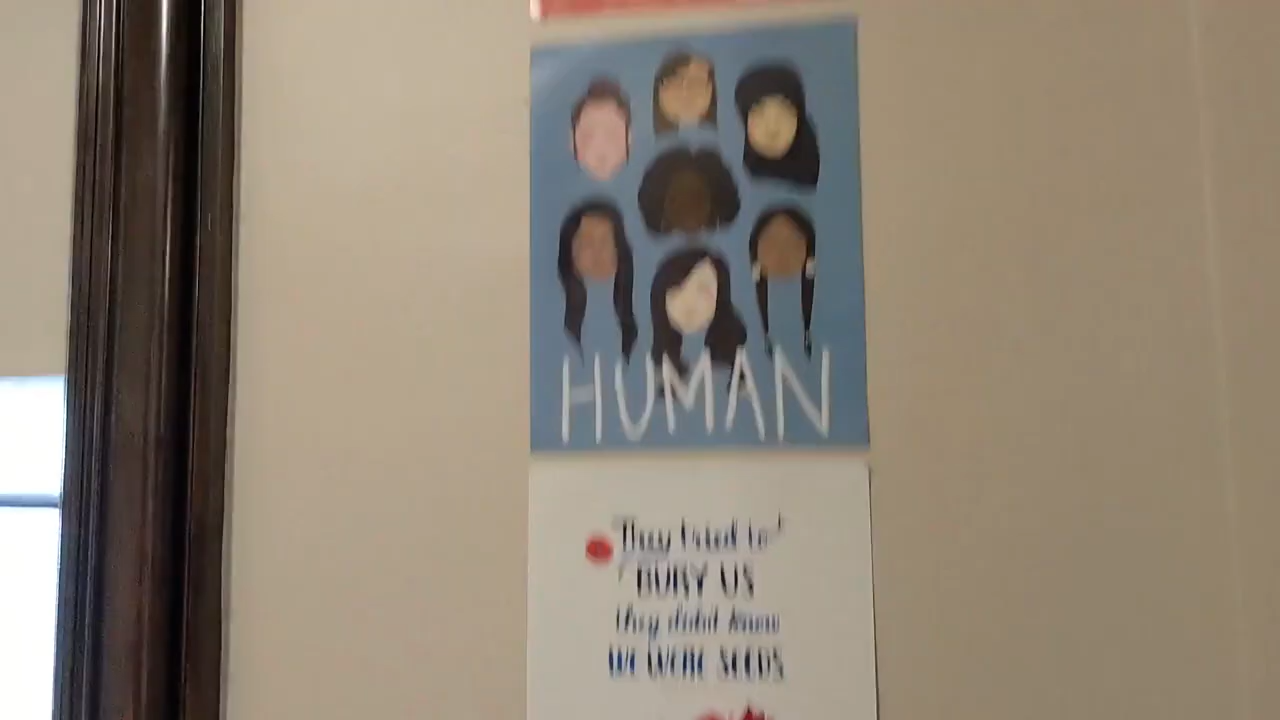 HUMAN
They tried to
BURY US
they didn't know
WE WERE SEEDS